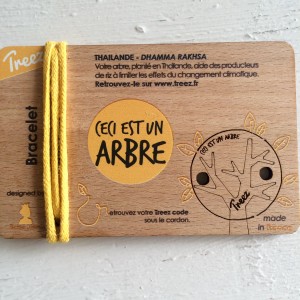 Treez
Bracelet
designed by
THAILANDE - DHAMMA RAKHSA
Votre arbre, planté en Thaïlande, aide des producteurs
de riz à limiter les effets du changement climatique.
Retrouvez-le sur www.treez.fr
CECI EST UN
ARBRE
etrouvez votre Treez code
sous le cordon.
CECI EST UN ARBRE
Treez
made
in